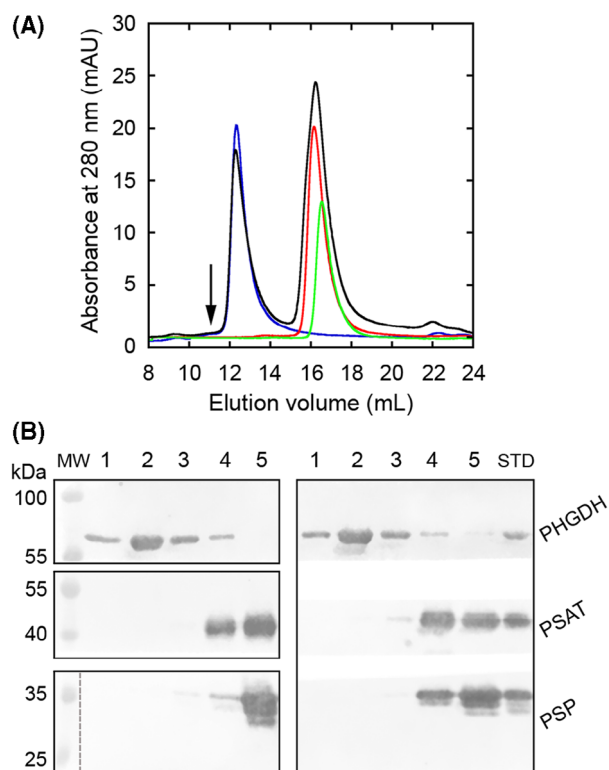 (A)
30
25
20
15
10
5
0
Absorbance at 280 nm (mAU)
8 10 12 14 16 18 20 22 24
Elution volume (mL)
(B)
kDa MW 1 2 3 4 5 1 2 3 4 5 STD
100
55
PHGDH
55
40
PSAT
35
25
PSP